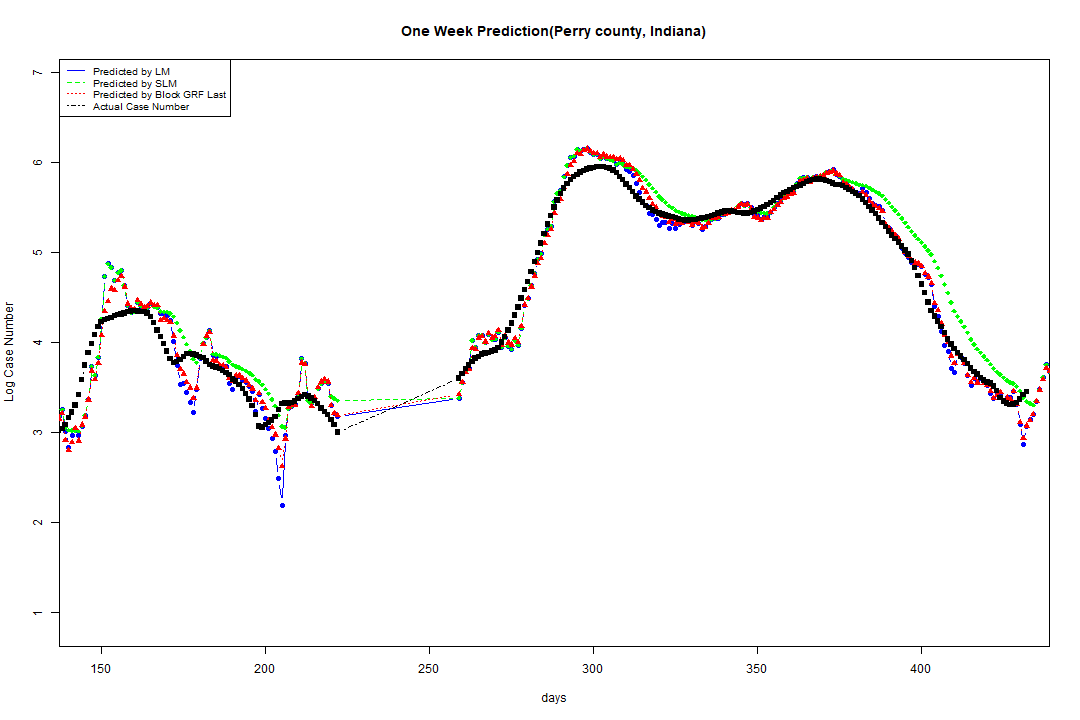 One Week Prediction(Perry county, Indiana)
Predicted by LM
Predicted by SLM
Predicted by Block GRF Last
Actual Case Number
7
6
5
4
3
2
1
Log Case Number
150 200 250 300 350 400
days